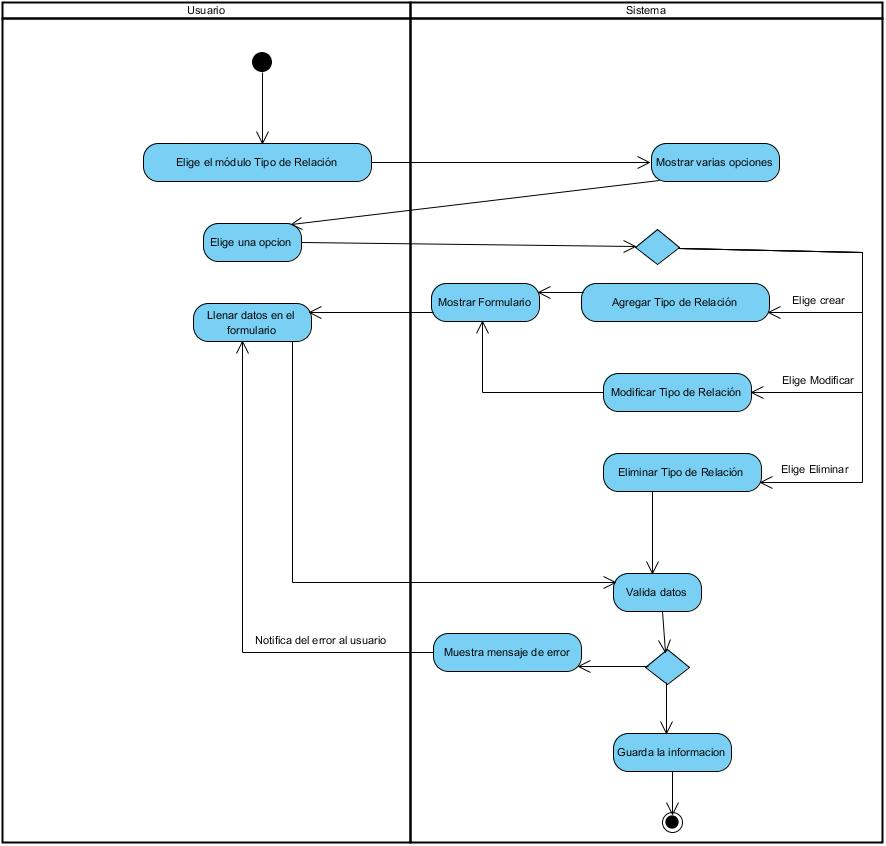 Usuario
Sistema
Elige el módulo Tipo de Relación
Mostrar varias opciones
Elige una opcion
Mostrar Formulario
Agregar Tipo de Relación
Elige crear
Llenar datos en el
formulario
Modificar Tipo de Relación
Elige Modificar
Eliminar Tipo de Relación
Elige Eliminar
Valida datos
Notifica del error al usuario
Muestra mensaje de error
Guarda la informacion